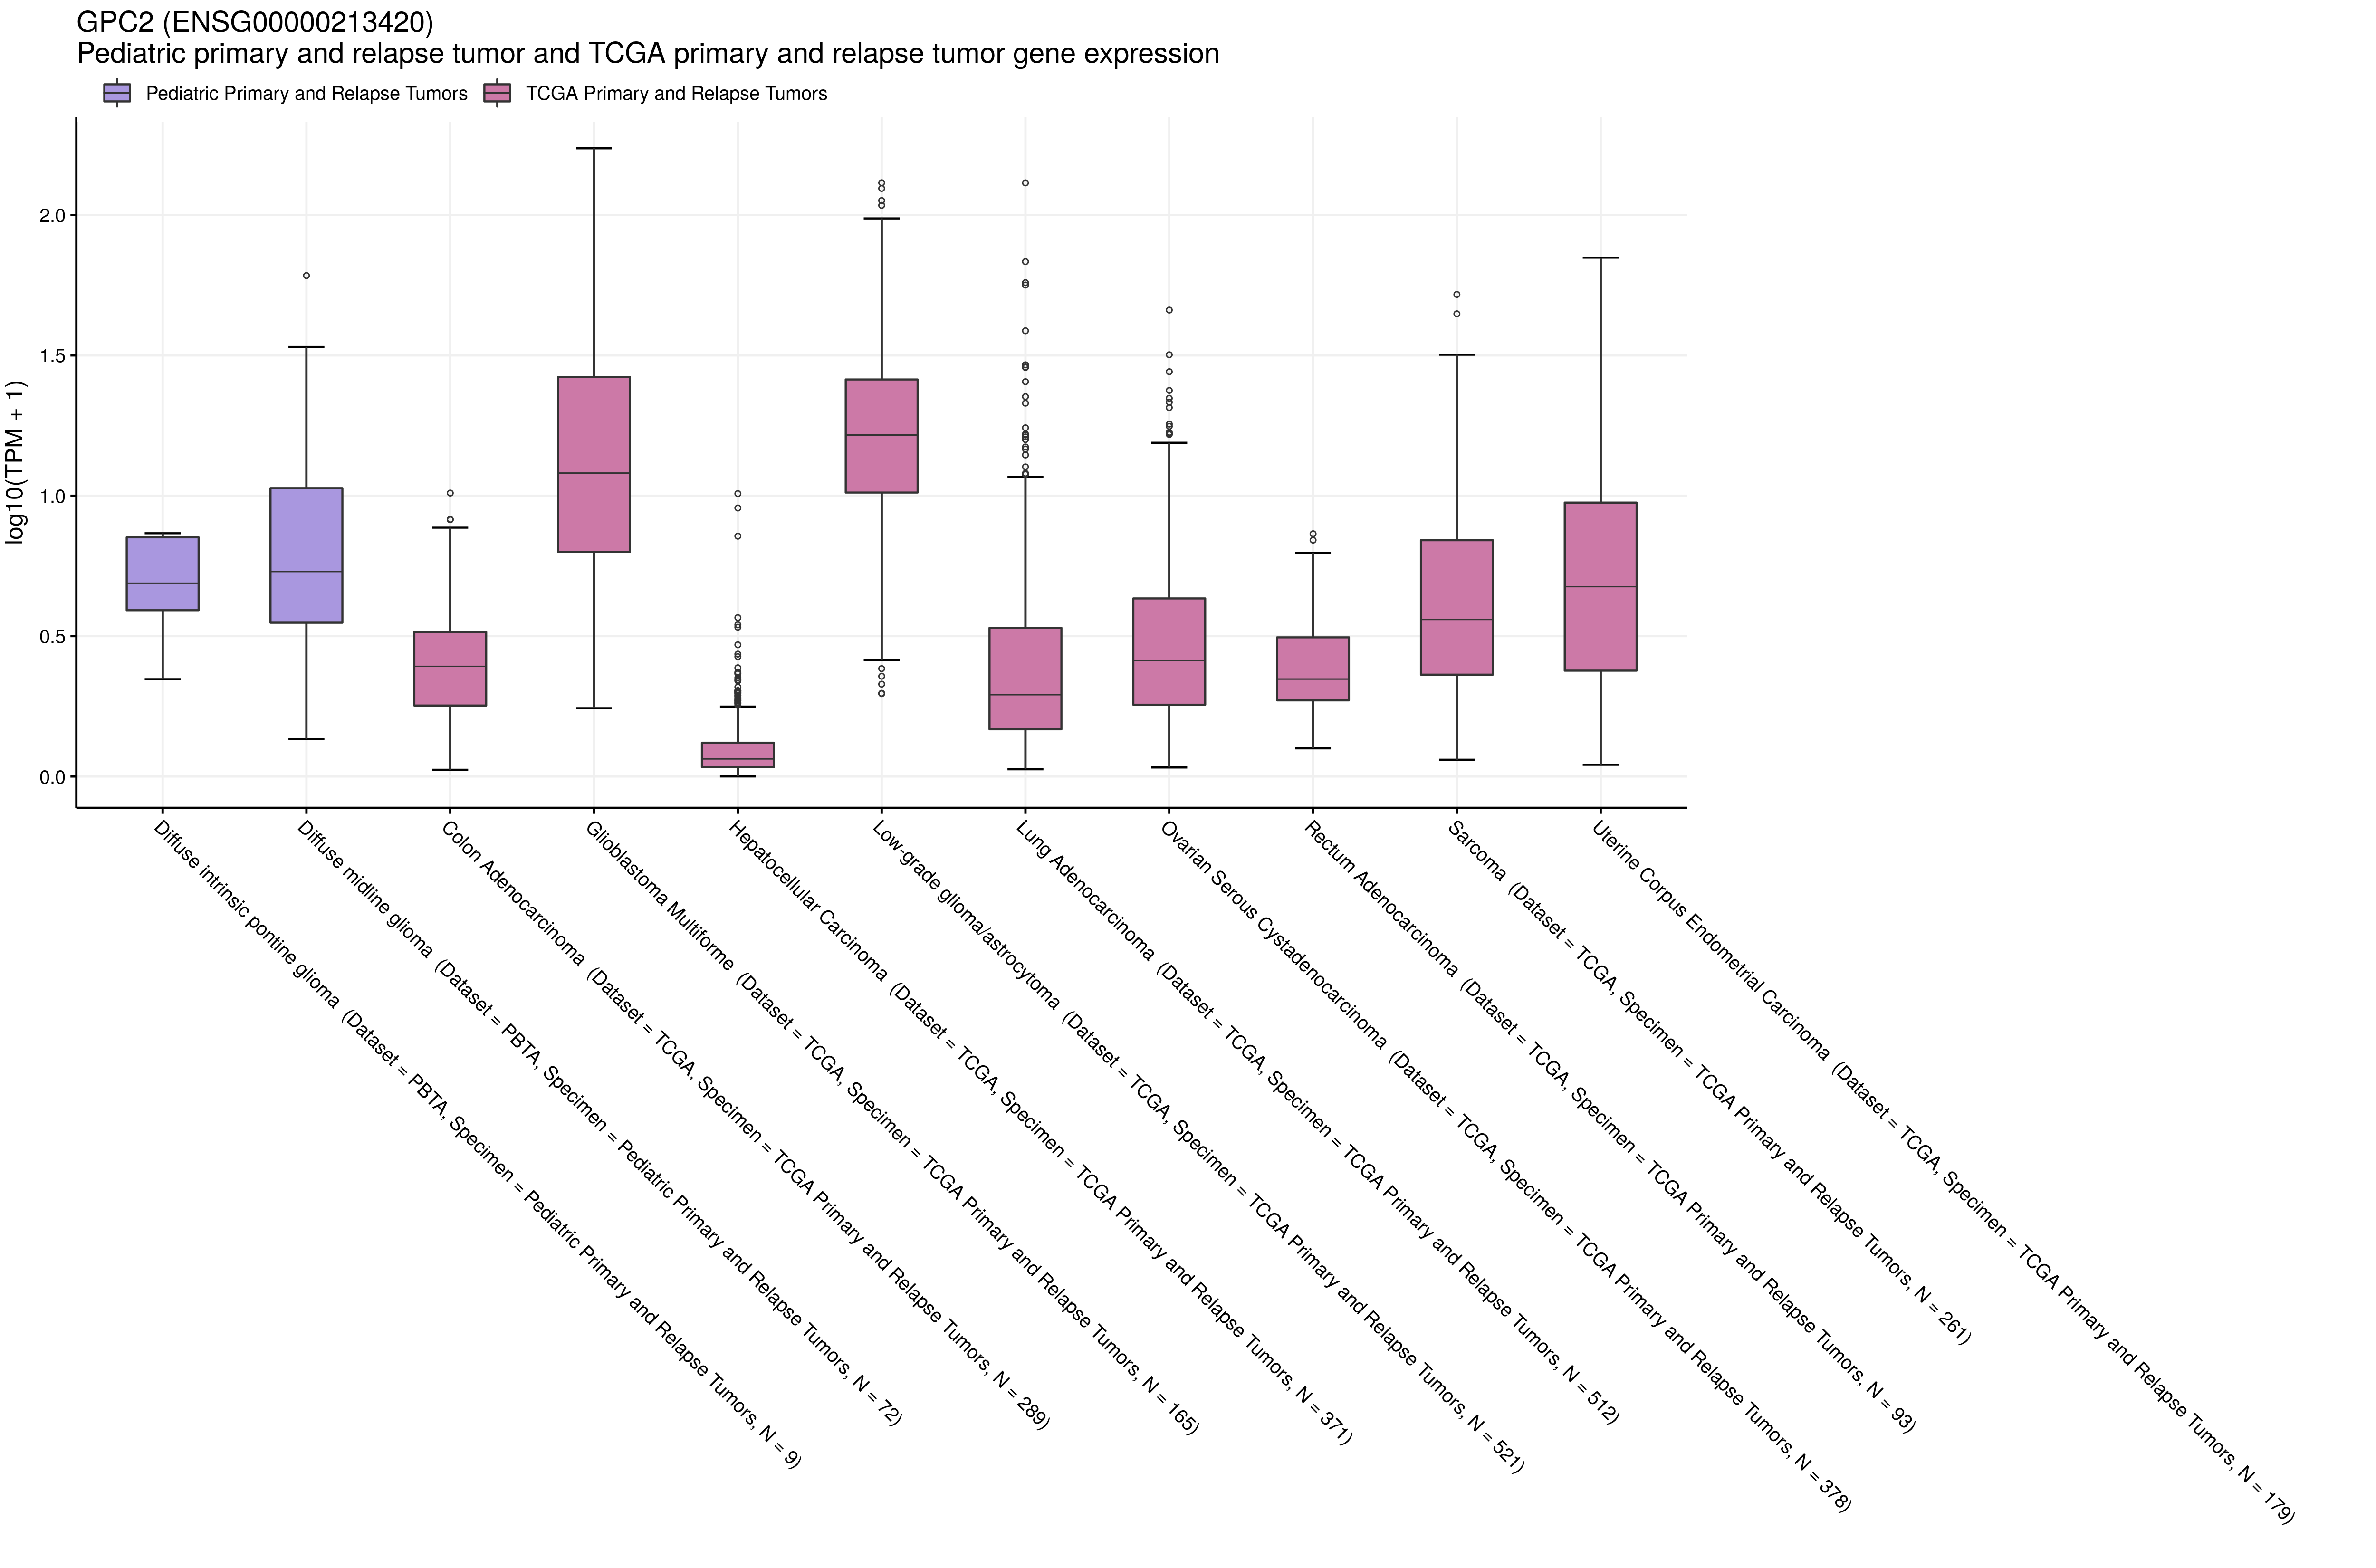 GPC2 (ENSG00000213420)
Pediatric primary and relapse tumor and TCGA primary and relapse tumor gene expression
Pediatric Primary and Relapse Tumors
TCGA Primary and Relapse Tumors
log10(TPM + 1)
2.0
1.5
1.0
0.5
0.0
Diffuse intrinsic pontine glioma (Dataset = PBTA, Specimen = Pediatric Primary and Relapse Tumors, N = 9)
Diffuse midline glioma (Dataset = PBTA, Specimen = Pediatric Primary and Relapse Tumors, N = 72)
Colon Adenocarcinoma (Dataset = TCGA, Specimen = TCGA Primary and Relapse Tumors, N = 289)
Glioblastoma Multiforme (Dataset = TCGA, Specimen = TCGA Primary and Relapse Tumors, N = 165)
Hepatocellular Carcinoma (Dataset = TCGA, Specimen = TCGA Primary and Relapse Tumors, N = 371)
Low-grade glioma/astrocytoma (Dataset = TCGA, Specimen = TCGA Primary and Relapse Tumors, N = 521)
Lung Adenocarcinoma (Dataset = TCGA, Specimen = TCGA Primary and Relapse Tumors, N = 512)
Ovarian Serous Cystadenocarcinoma (Dataset = TCGA, Specimen = TCGA Primary and Relapse Tumors, N = 378)
Rectum Adenocarcinoma (Dataset = TCGA, Specimen = TCGA Primary and Relapse Tumors, N = 93)
Sarcoma (Dataset = TCGA, Specimen = TCGA Primary and Relapse Tumors, N = 261)
Uterine Corpus Endometrial Carcinoma (Dataset = TCGA, Specimen = TCGA Primary and Relapse Tumors, N = 179)